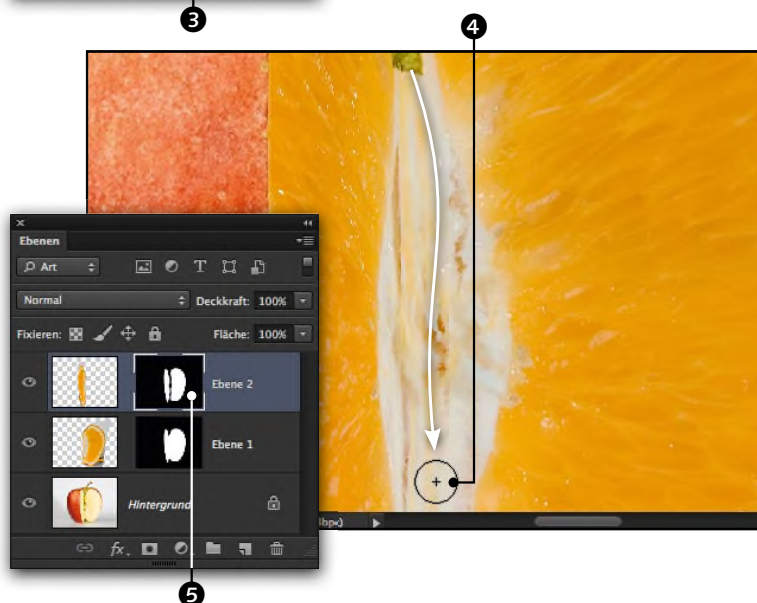 3
4
Ebenen
Art
T
Normal
Deckkraft: 100%
Fixieren:
Fläche: 100%
Ebene 2
Ebene 1
Hintergrund
fx.
5